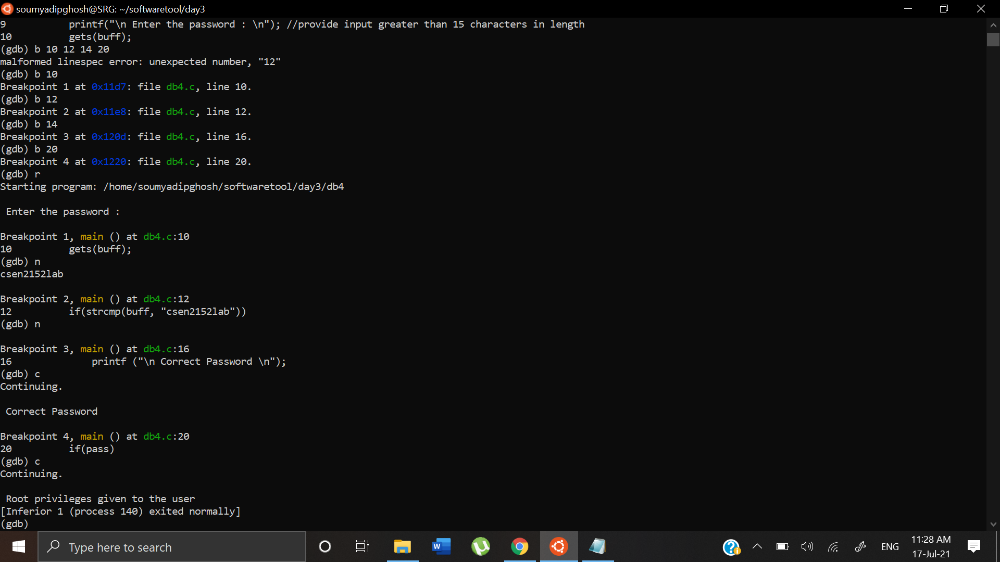 soumyadipghosh@SRG: ~/softwaretool/day3
9 printf("\n Enter the password : \n"); //provide input greater than 15 characters in length
10 gets(buff);
(gdb) b 10 12 14 20
malformed linespec error: unexpected number, "12"
(gdb) b 10
Breakpoint 1 at 0x11d7: file db4.c, line 10.
(gdb) b 12
Breakpoint 2 at 0x11e8: file db4.c, line 12.
(gdb) b 14
Breakpoint 3 at 0x120d: file db4.c, line 16.
(gdb) b 20
Breakpoint 4 at 0x1220: file db4.c, line 20.
(gdb) r
Starting program: /home/soumyadipghosh/softwaretool/day3/db4
Enter the password :
Breakpoint 1, main () at db4.c:10
10 gets(buff);
(gdb) n
csen2152lab
Breakpoint 2, main () at db4.c:12
12 if(strcmp(buff, "csen2152lab"))
(gdb) n
Breakpoint 3, main () at db4.c:16
16 printf ("\n Correct Password \n");
(gdb) c
Continuing.
Correct Password
Breakpoint 4, main () at db4.c:20
20 if(pass)
(gdb) c
Continuing.
Root privileges given to the user
[Inferior 1 (process 140) exited normally]
(gdb)
Type here to search
W
ENG
11:28 AM
17-Jul-21